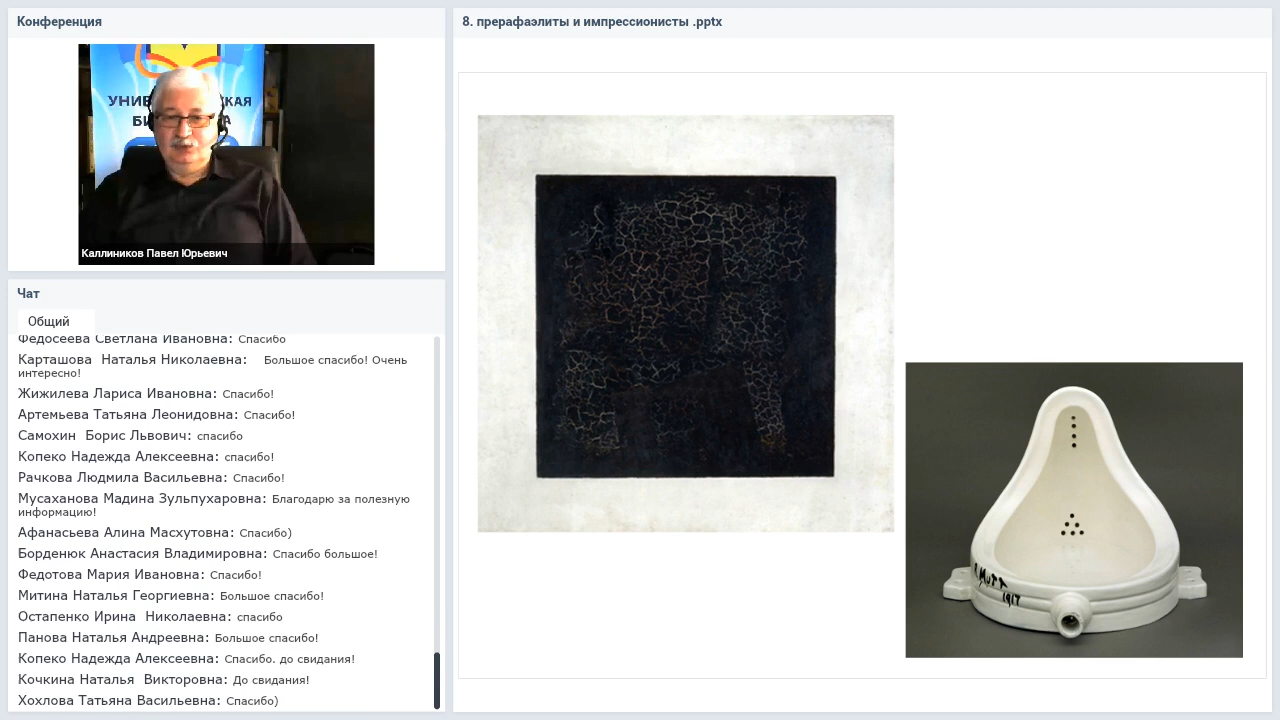 Конференция
УНИВ КАЯ
БИ А
Каллиников Павел Юрьевич
Чат
Общий
Федосеева Светлана Ивановна: Спасибо
Карташова Наталья Николаевна: Большое спасибо! Очень
интересно!
Жижилева Лариса Ивановна: Спасибо!
Артемьева Татьяна Леонидовна: Спасибо!
Самохин Борис Львович: спасибо
Копеко Надежда Алексеевна: спасибо!
Рачкова Людмила Васильевна: Спасибо!
Мусаханова Мадина Зульпухаровна: Благодарю за полезную
информацию!
Афанасьева Алина Масхутовна: Спасибо)
Борденюк Анастасия Владимировна: Спасибо большое!
Федотова Мария Ивановна: Спасибо!
Митина Наталья Георгиевна: Большое спасибо!
Остапенко Ирина Николаевна: спасибо
Панова Наталья Андреевна: Большое спасибо!
Копеко Надежда Алексеевна: Спасибо. до свидания!
Кочкина Наталья Викторовна: До свидания!
Хохлова Татьяна Васильевна: Спасибо)
8. прерафаэлиты и импрессионисты .pptx
R. MUTT
1917